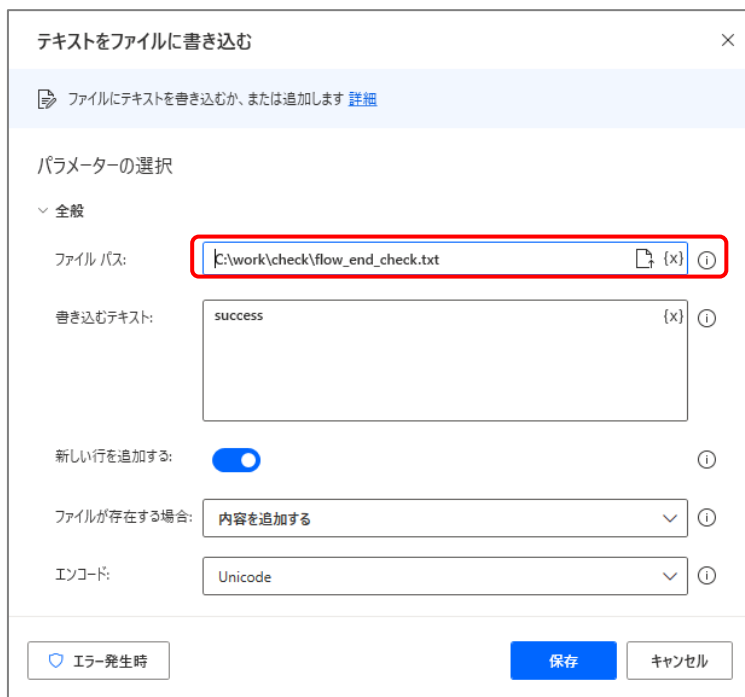 テキストをファイルに書き込む
ファイルにテキストを書き込むか、または追加します 詳細
パラメーターの選択
全般
ファイル パス:
C:\work\check\flow_end_check.txt
{x}
書き込むテキスト:
success
{x}
新しい行を追加する:
ファイルが存在する場合:
内容を追加する
エンコード:
Unicode
エラー発生時
保存
キャンセル